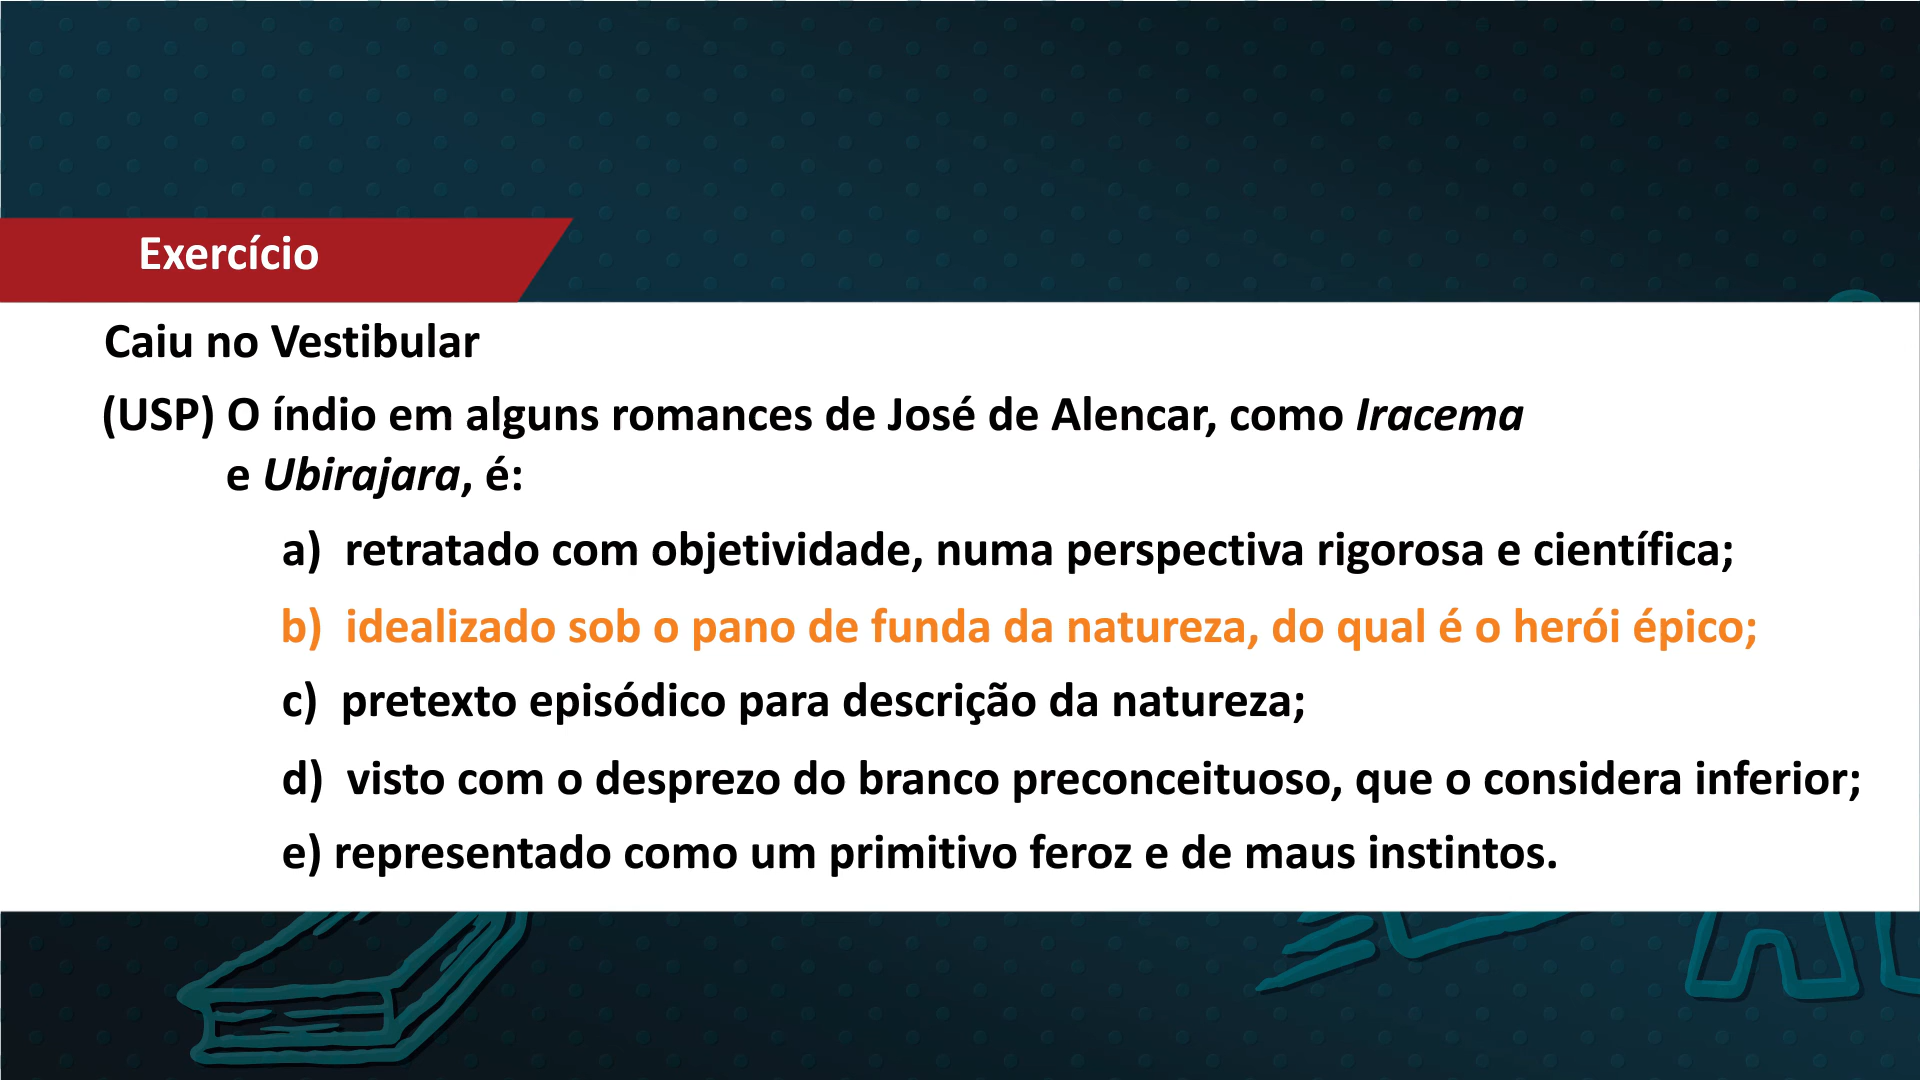 Exercício
Caiu no Vestibular
(USP) O índio em alguns romances de José de Alencar, como Iracema
e Ubirajara, é:
a) retratado com objetividade, numa perspectiva rigorosa e científica;
b) idealizado sob o pano de funda da natureza, do qual é o herói épico;
c) pretexto episódico para descrição da natureza;
d) visto com o desprezo do branco preconceituoso, que o considera inferior;
e) representado como um primitivo feroz e de maus instintos.